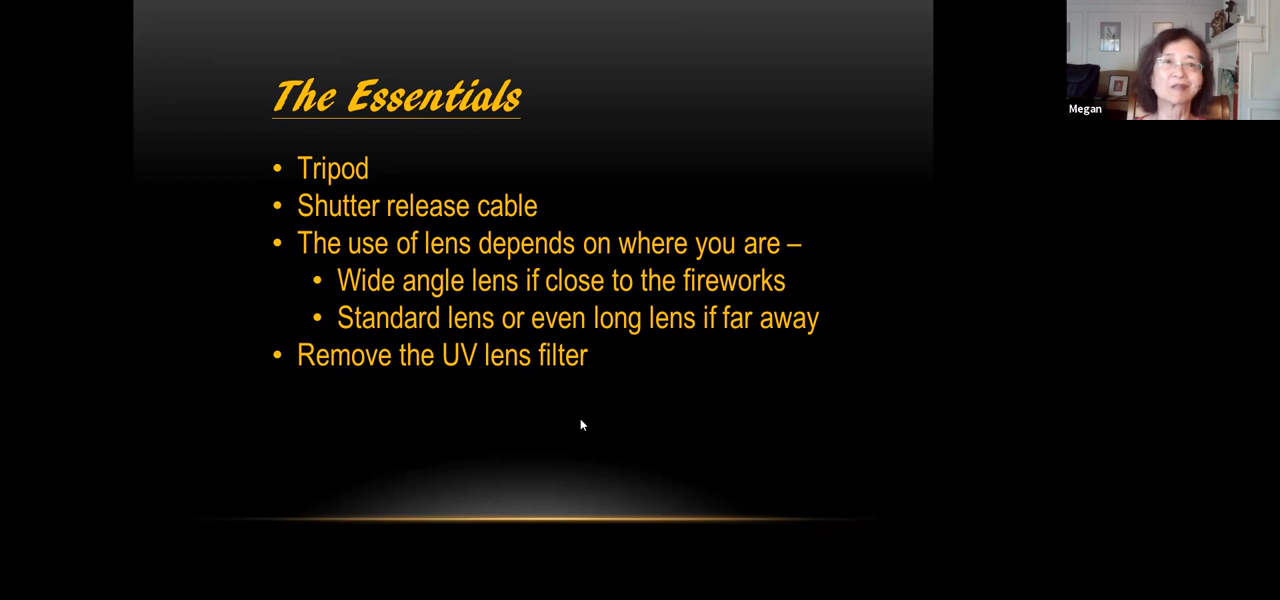 The Essentials
• Tripod
• Shutter release cable
• The use of lens depends on where you are –
• Wide angle lens if close to the fireworks
• Standard lens or even long lens if far away
• Remove the UV lens filter
Megan